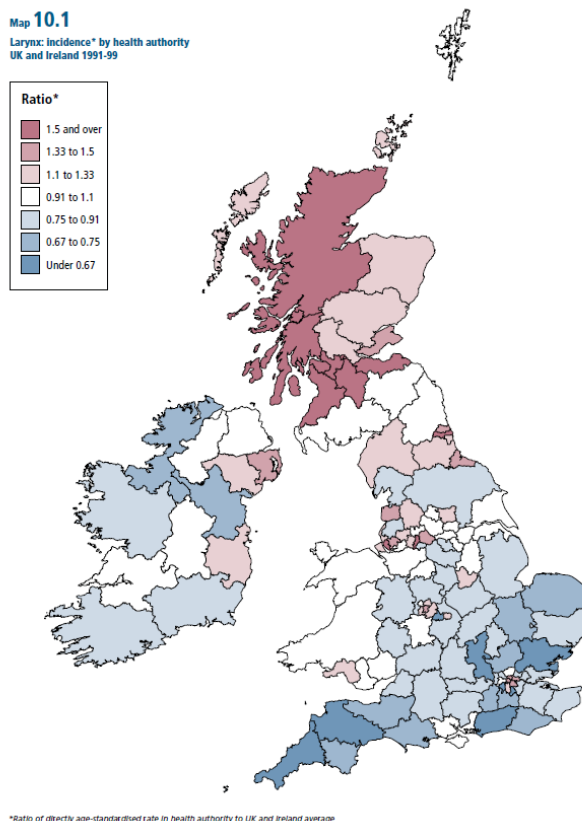 Map 10.1
Larynx: incidence* by health authority
UK and Ireland 1991-99
Ratio*
1.5 and over
1.33 to 1.5
1.1 to 1.33
0.91 to 1.1
0.75 to 0.91
0.67 to 0.75
Under 0.67
*Ratio of directly age-standardised rate in health authority to UK and Ireland average